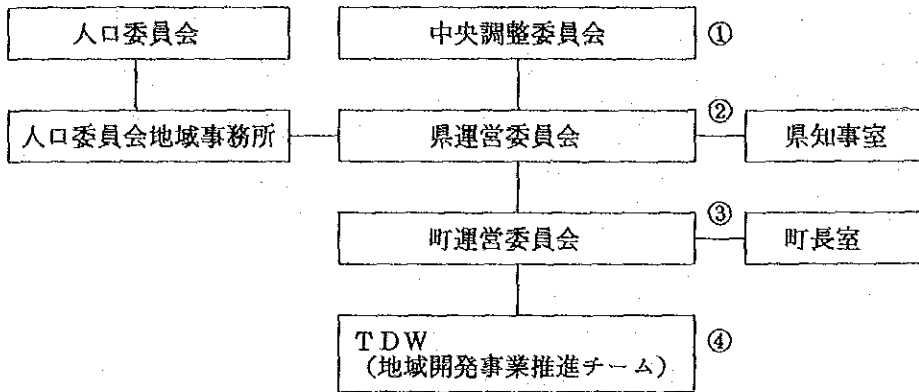 人口委員会
中央調整委員会 ①
人口委員会地域事務所
県運営委員会 ②
県知事室
町運営委員会 ③
町長室
TDW ④
(地域開発事業推進チーム)